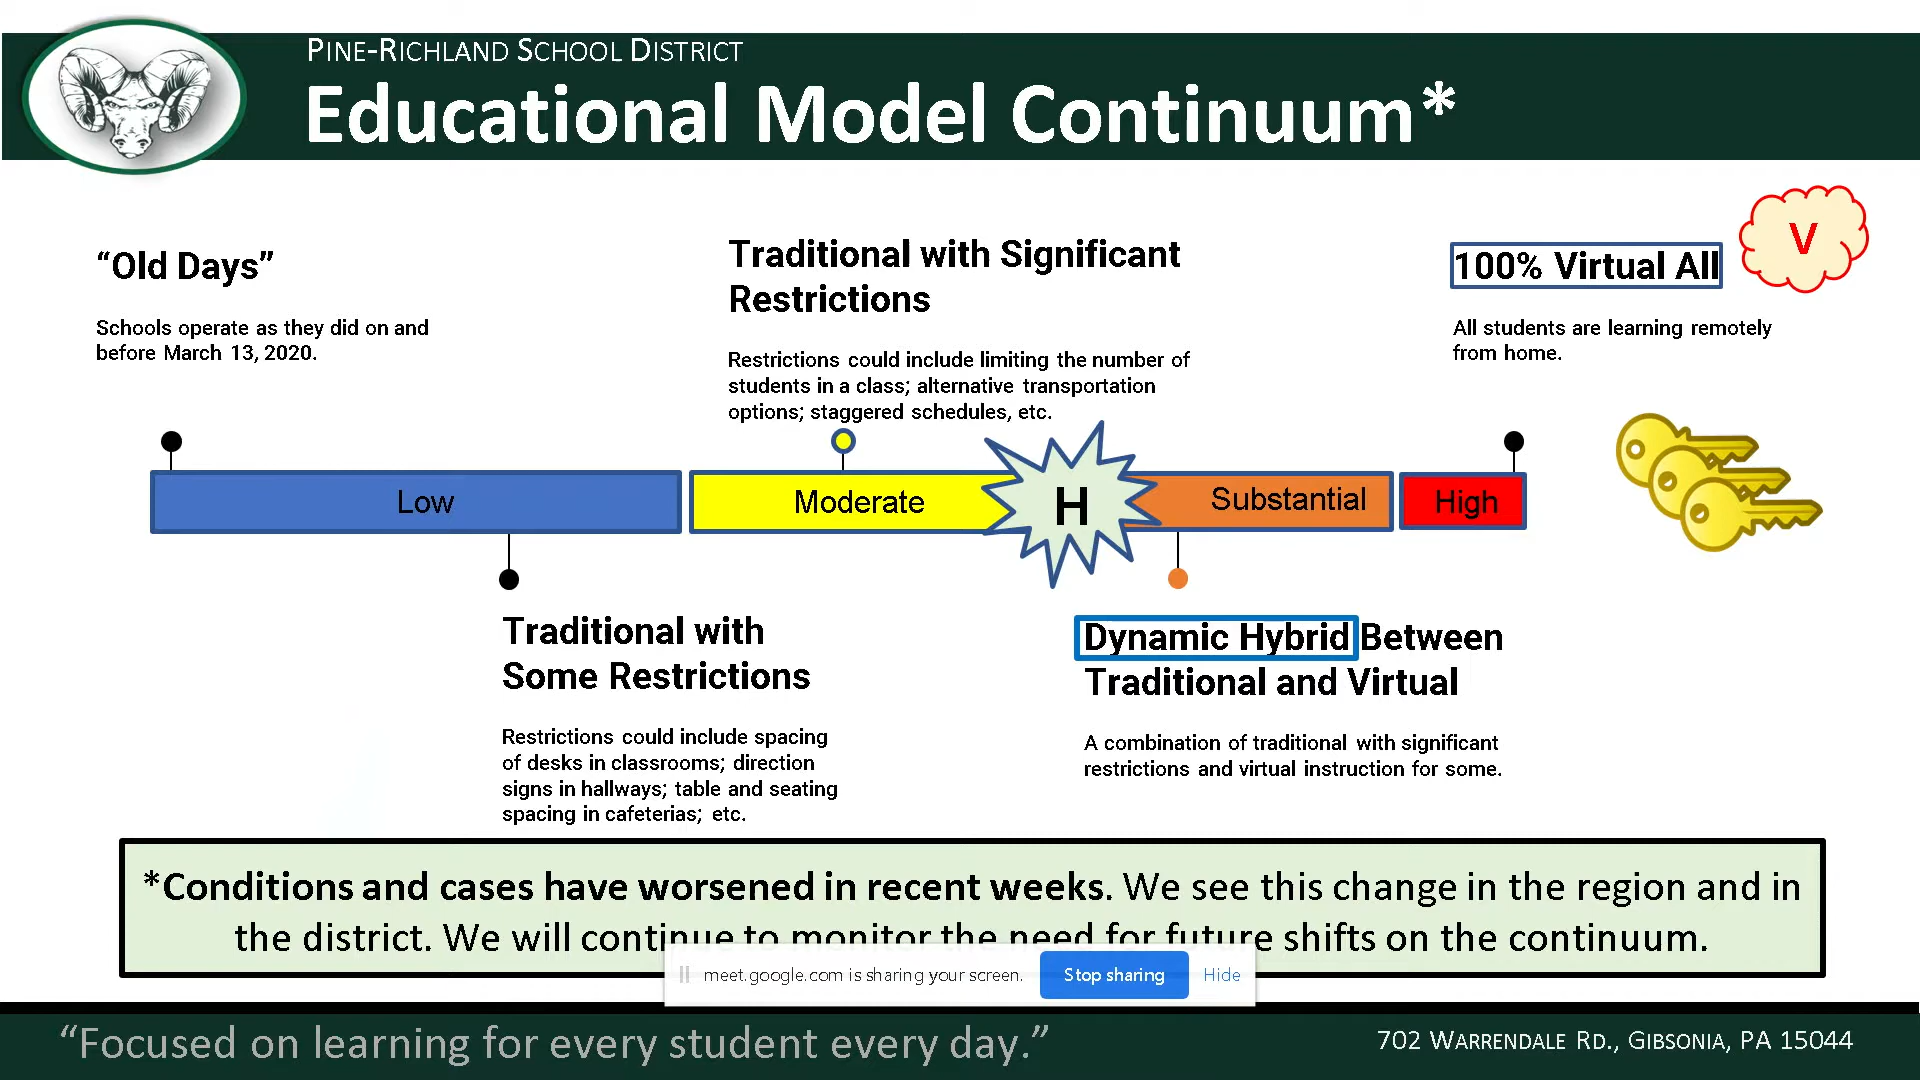 PINE-RICHLAND SCHOOL DISTRICT
Educational Model Continuum*
“Old Days”
Schools operate as they did on and
before March 13, 2020.
Traditional with Significant
Restrictions
Restrictions could include limiting the number of
students in a class; alternative transportation
options; staggered schedules, etc.
100% Virtual All
V
All students are learning remotely
from home.
Low
Moderate
H
Substantial
High
Traditional with
Some Restrictions
Restrictions could include spacing
of desks in classrooms; direction
signs in hallways; table and seating
spacing in cafeterias; etc.
Dynamic Hybrid Between
Traditional and Virtual
A combination of traditional with significant
restrictions and virtual instruction for some.
*Conditions and cases have worsened in recent weeks. We see this change in the region and in
the district. We will continue to monitor the need for future shifts on the continuum.
meet.google.com is sharing your screen. Stop sharing Hide
“Focused on learning for every student every day.”
702 WARRENDALE RD., GIBSONIA, PA 15044